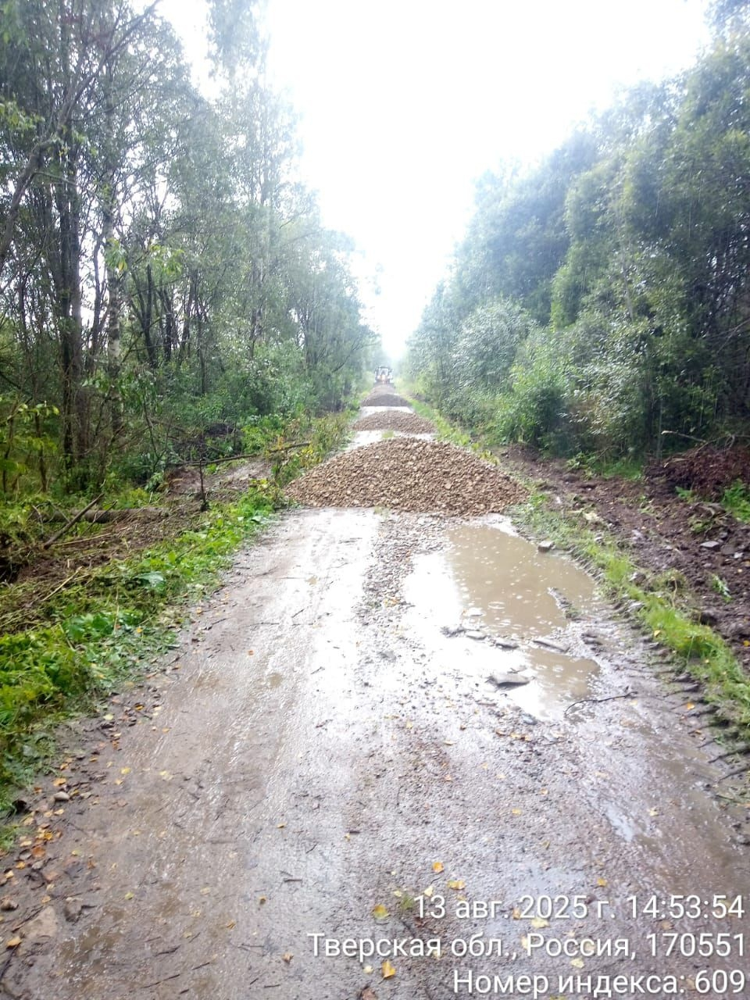 13 авг. 2025 г. 14:53:54
Тверская обл., Россия, 170551
Номер индекса: 609